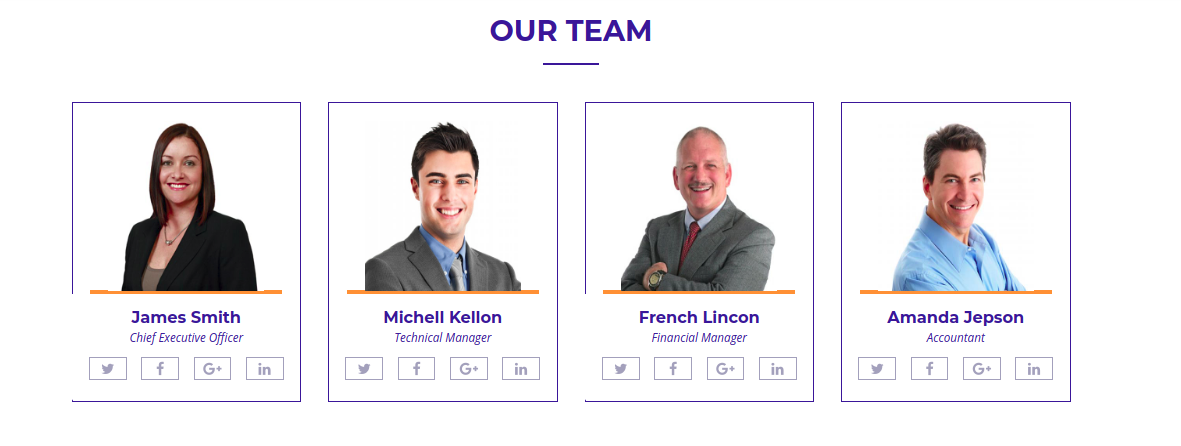 OUR TEAM
James Smith
Chief Executive Officer
Michell Kellon
Technical Manager
French Lincon
Financial Manager
Amanda Jepson
Accountant